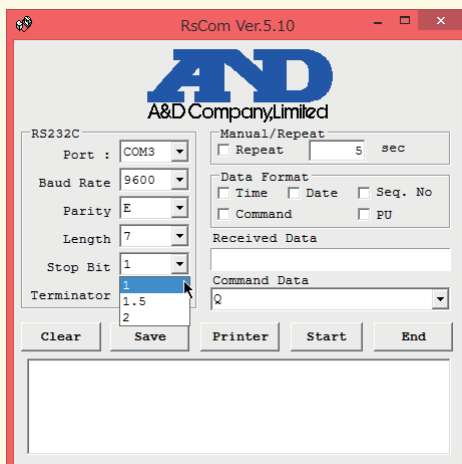 RsCom Ver.5.10
AND
A&D Company,Limited
RS232C
Port : COM3
Baud Rate 9600
Parity E
Length 7
Stop Bit 1
1
1.5
2
Terminator
Manual/Repeat
Repeat 5 sec
Data Format
Time Date Seq. No
Command PU
Received Data
Command Data
Q
Clear Save Printer Start End